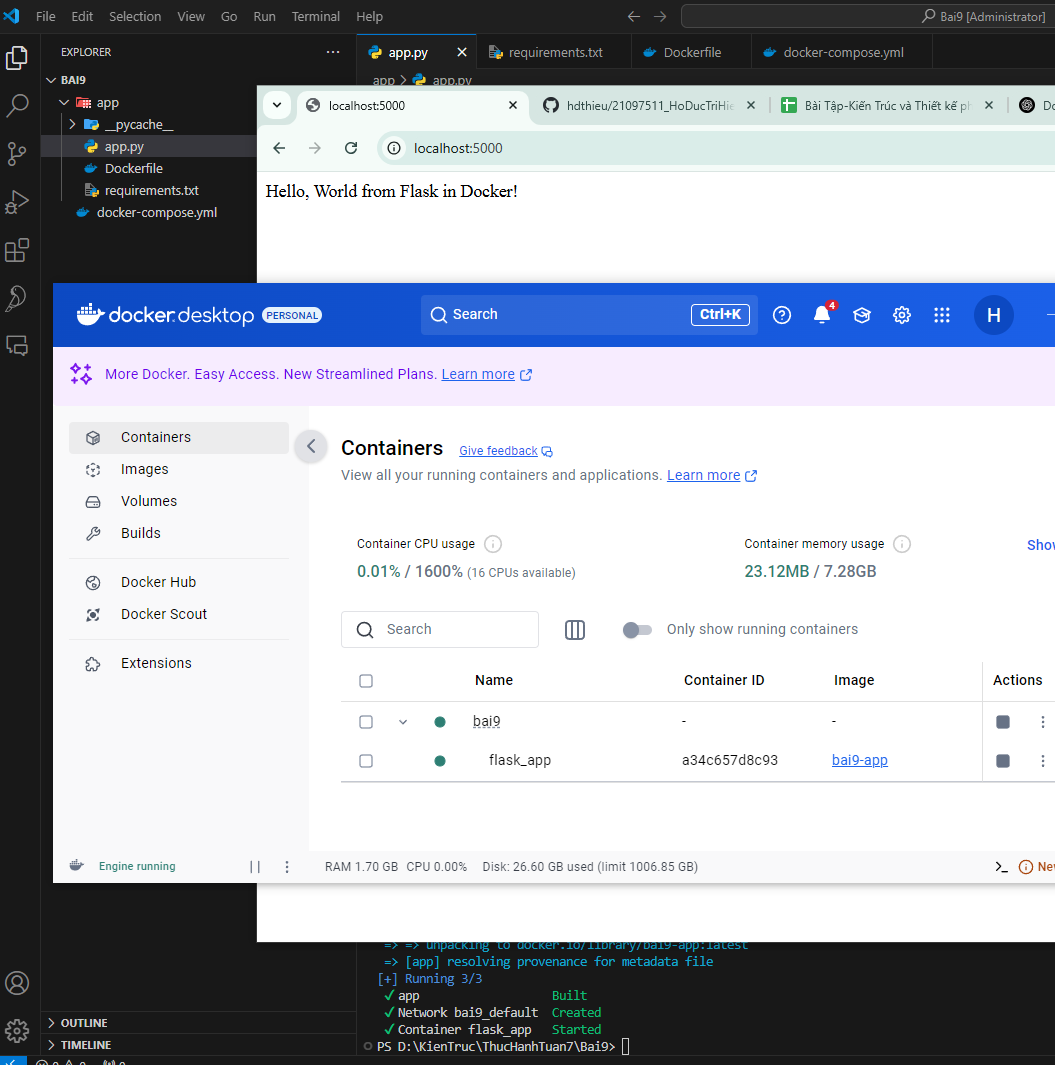 File Edit Selection View Go Run Terminal Help
Bai9 [Administrator]
EXPLORER
app.py
requirements.txt
Dockerfile
docker-compose.yml
BAI9
app
__pycache__
app.py
Dockerfile
requirements.txt
docker-compose.yml
app > app.py
localhost:5000
hdthieu/21097511_HoDucTriHie
Bài Tập-Kiến Trúc và Thiết kế ph
Do
localhost:5000
Hello, World from Flask in Docker!
docker.desktop PERSONAL
Search Ctrl+K
4
H
More Docker. Easy Access. New Streamlined Plans. Learn more
Containers
Images
Volumes
Builds
Docker Hub
Docker Scout
Extensions
Containers Give feedback
View all your running containers and applications. Learn more
Container CPU usage
0.01% / 1600% (16 CPUs available)
Container memory usage
23.12MB / 7.28GB
Show
Search
Only show running containers
Name Container ID Image Actions
bai9 - -
flask_app a34c657d8c93 bai9-app
Engine running
RAM 1.70 GB CPU 0.00% Disk: 26.60 GB used (limit 1006.85 GB)
>_ New
=> => unpacking to docker.io/library/bai9-app:latest
=> [app] resolving provenance for metadata file
[+] Running 3/3
✔ app Built
✔ Network bai9_default Created
✔ Container flask_app Started
PS D:\KienTruc\ThucHanhTuan7\Bai9>
OUTLINE
TIMELINE